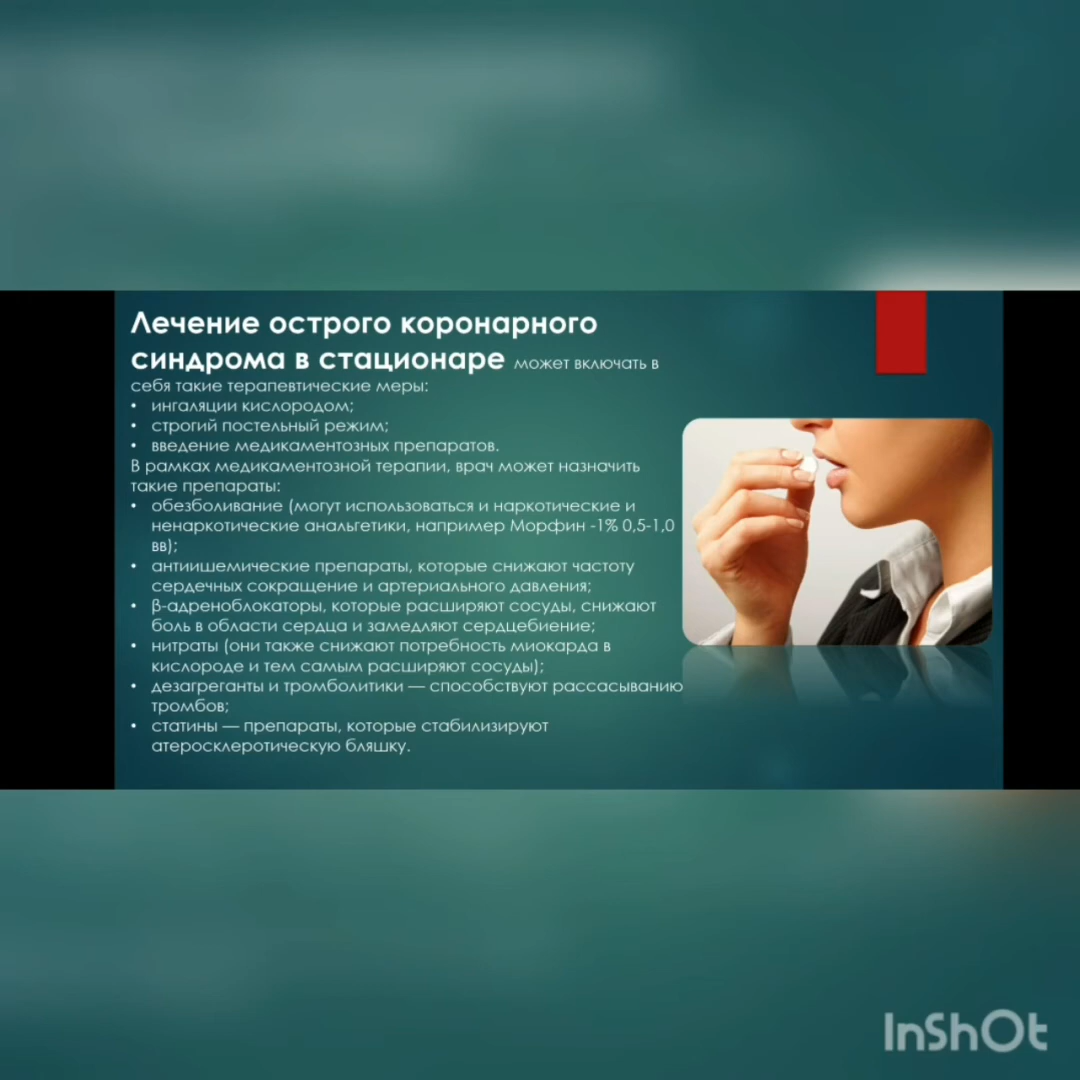 Лечение острого коронарного
синдрома в стационаре может включать в
себя такие терапевтические меры:
• ингаляции кислородом;
• строгий постельный режим;
• введение медикаментозных препаратов.
В рамках медикаментозной терапии, врач может назначить
такие препараты:
• обезболивание (могут использоваться и наркотические и
ненаркотические анальгетики, например Морфин -1% 0,5-1,0
вв);
• антиишемические препараты, которые снижают частоту
сердечных сокращение и артериального давления;
• β-адреноблокаторы, которые расширяют сосуды, снижают
боль в области сердца и замедляют сердцебиение;
• нитраты (они также снижают потребность миокарда в
кислороде и тем самым расширяют сосуды);
• дезагреганты и тромболитики — способствуют рассасыванию
тромбов;
• статины — препараты, которые стабилизируют
атеросклеротическую бляшку.
InShOt